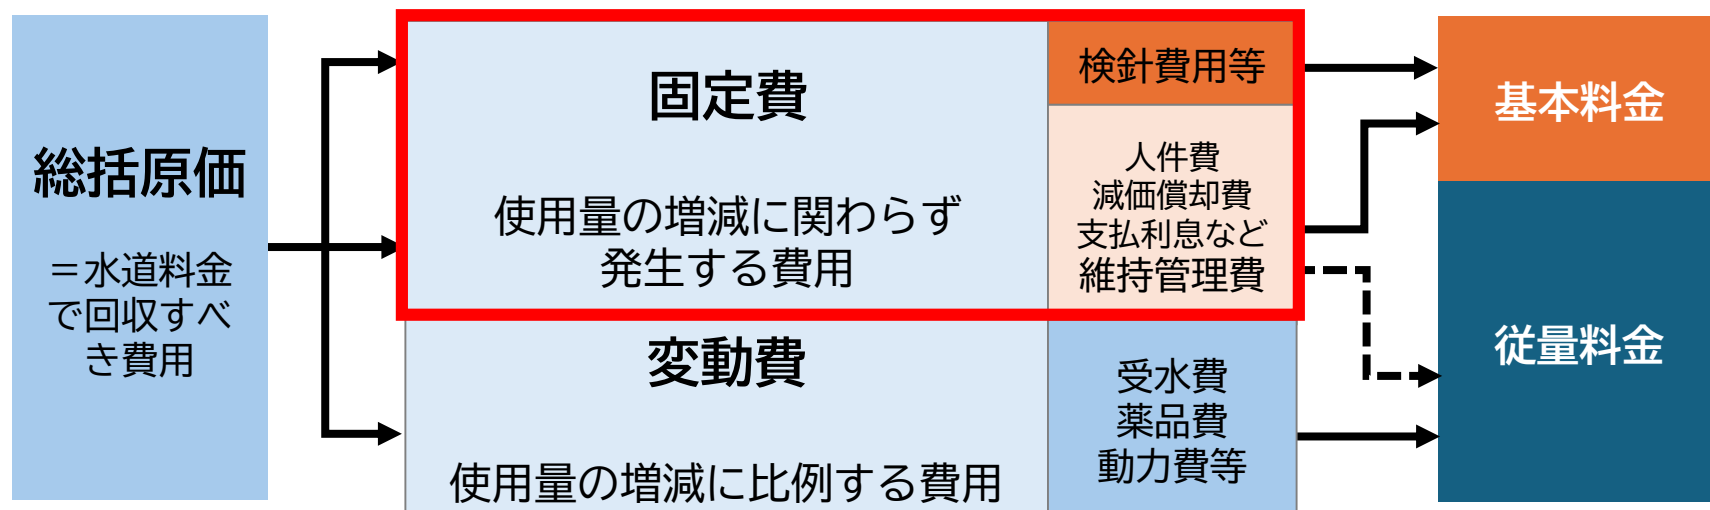 総括原価
＝水道料金
で回収すべ
き費用
固定費
使用量の増減に関わらず
発生する費用
検針費用等
人件費
減価償却費
支払利息など
維持管理費
変動費
使用量の増減に比例する費用
受水費
薬品費
動力費等
基本料金
従量料金